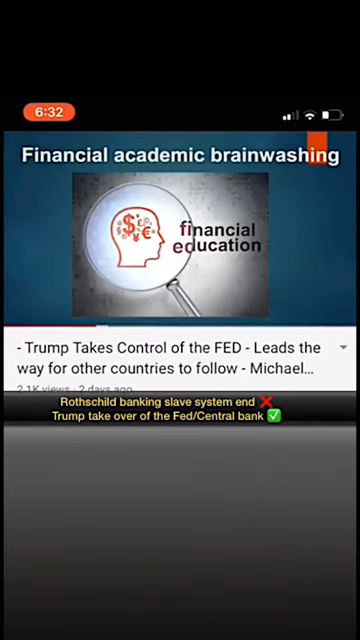 6:32
Financial academic brainwashing
financial
education
- Trump Takes Control of the FED - Leads the
way for other countries to follow - Michael...
2.1K views · 2 days ago
Rothschild banking slave system end ❌
Trump take over of the Fed/Central bank ✅